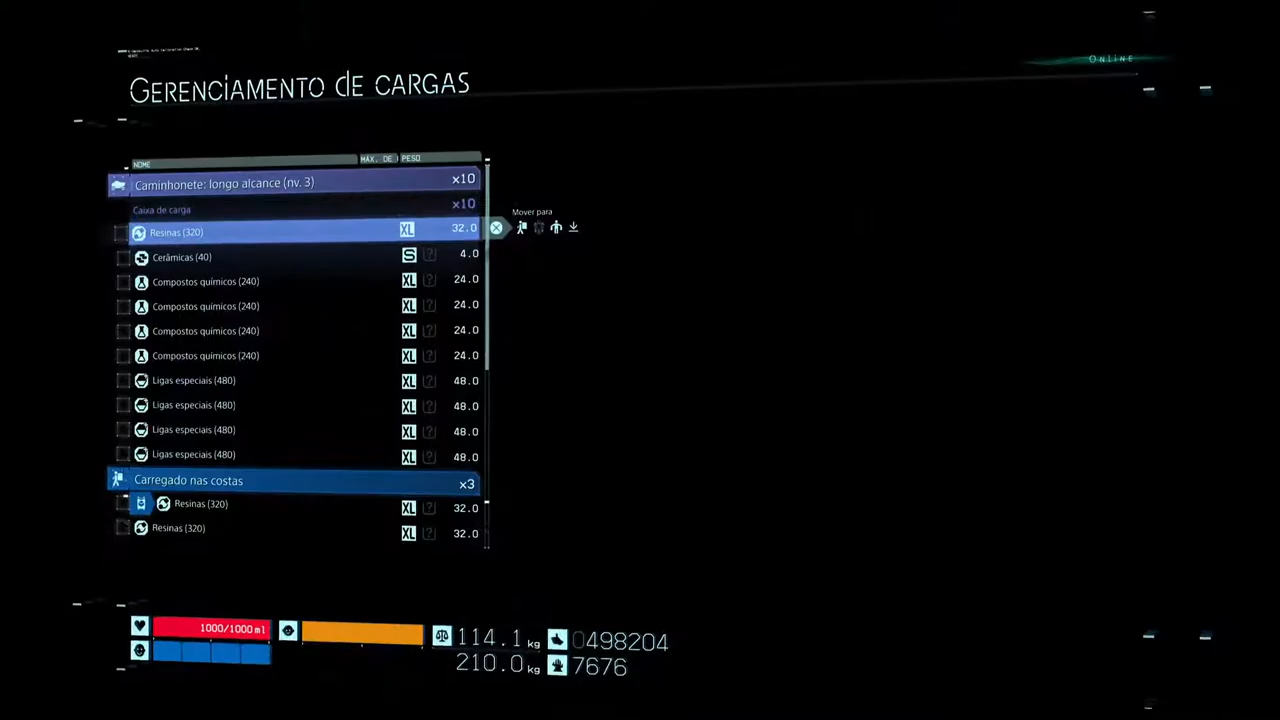 Online
GERENCIAMENTO DE CARGAS
NOME MÁX. DE PESO
Caminhonete: longo alcance (nv. 3) x10
Caixa de carga x10
Mover para
Resinas (320) XL 32.0
Cerâmicas (40) S 4.0
Compostos químicos (240) XL 24.0
Compostos químicos (240) XL 24.0
Compostos químicos (240) XL 24.0
Compostos químicos (240) XL 24.0
Ligas especiais (480) XL 48.0
Ligas especiais (480) XL 48.0
Ligas especiais (480) XL 48.0
Ligas especiais (480) XL 48.0
Carregado nas costas x3
Resinas (320) XL 32.0
Resinas (320) XL 32.0
1000/1000 ml
114.1 kg 0498204
210.0 kg 7676